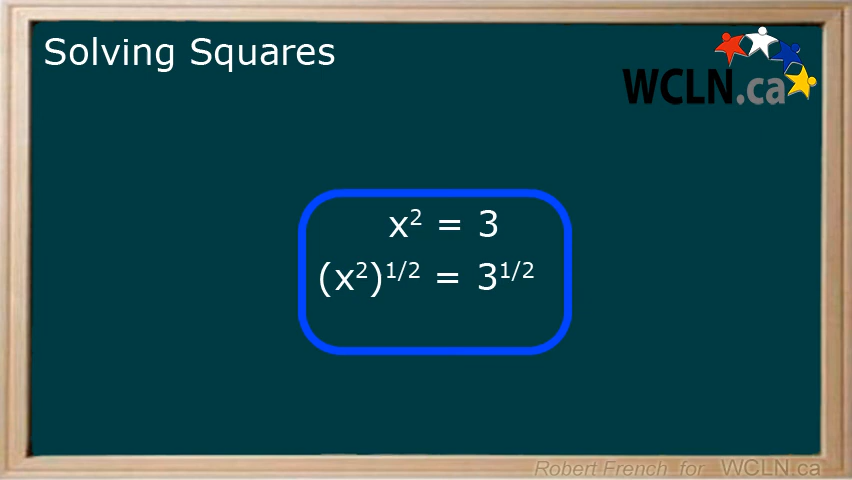 Solving Squares
WCLN.ca
x² = 3
(x²)^1/2 = 3^1/2
Robert French for WCLN.ca